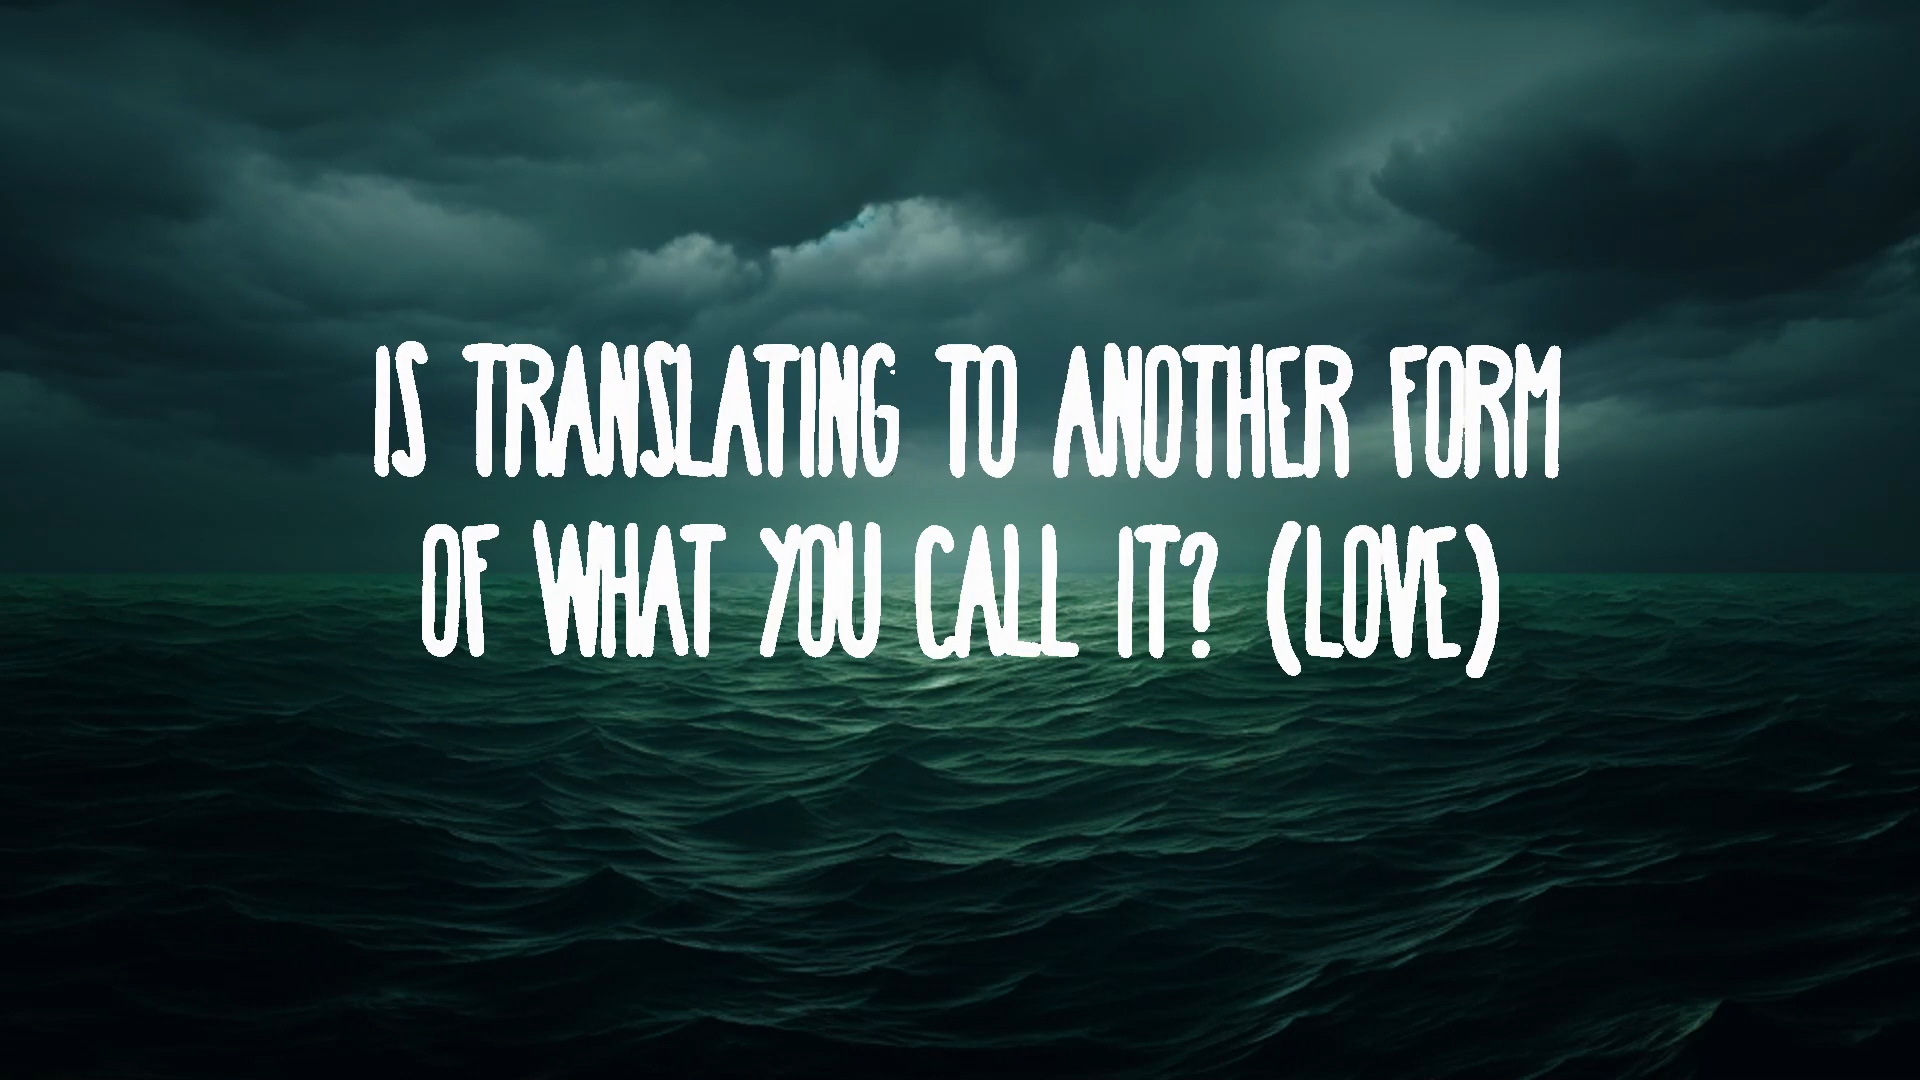 IS TRANSLATING TO ANOTHER FORM
OF WHAT YOU CALL IT? (LOVE)